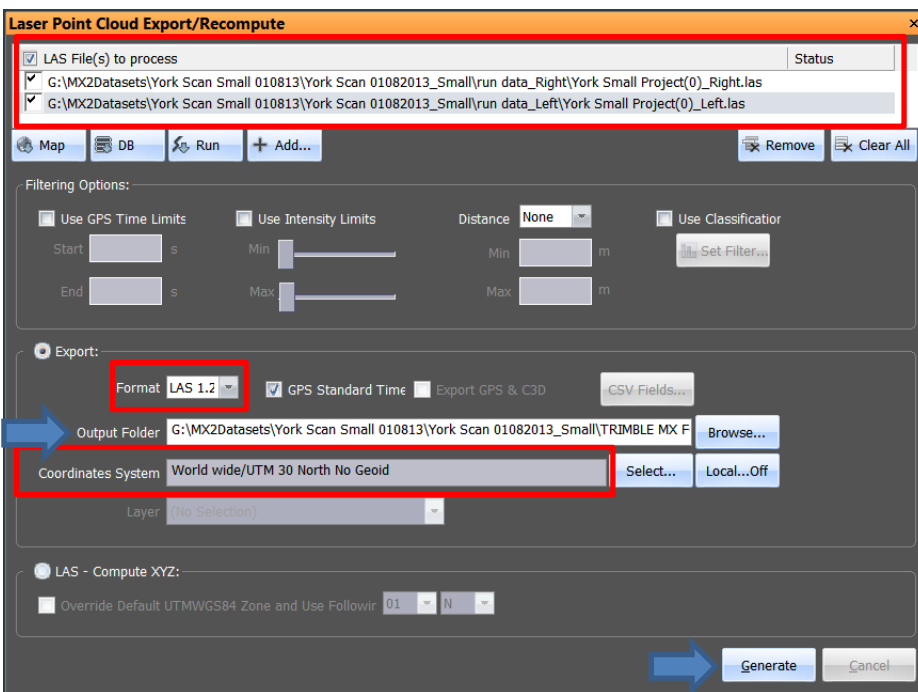 Laser Point Cloud Export/Recompute
LAS File(s) to process Status
G:\MX2Datasets\York Scan Small 010813\York Scan 01082013_Small\run data_Right\York Small Project(0)_Right.las
G:\MX2Datasets\York Scan Small 010813\York Scan 01082013_Small\run data_Left\York Small Project(0)_Left.las
Map DB Run + Add... Remove Clear All
Filtering Options:
Use GPS Time Limits Use Intensity Limits Distance None Use Classification
Start s Min Min m Set Filter...
End s Max Max m
Export:
Format LAS 1.2 GPS Standard Time Export GPS & C3D CSV Fields...
Output Folder G:\MX2Datasets\York Scan Small 010813\York Scan 01082013_Small\TRIMBLE MX F Browse...
Coordinates System World wide/UTM 30 North No Geoid Select... Local...Off
Layer (No Selection)
LAS - Compute XYZ:
Override Default UTMWGS84 Zone and Use Followir 01 N
Generate Cancel